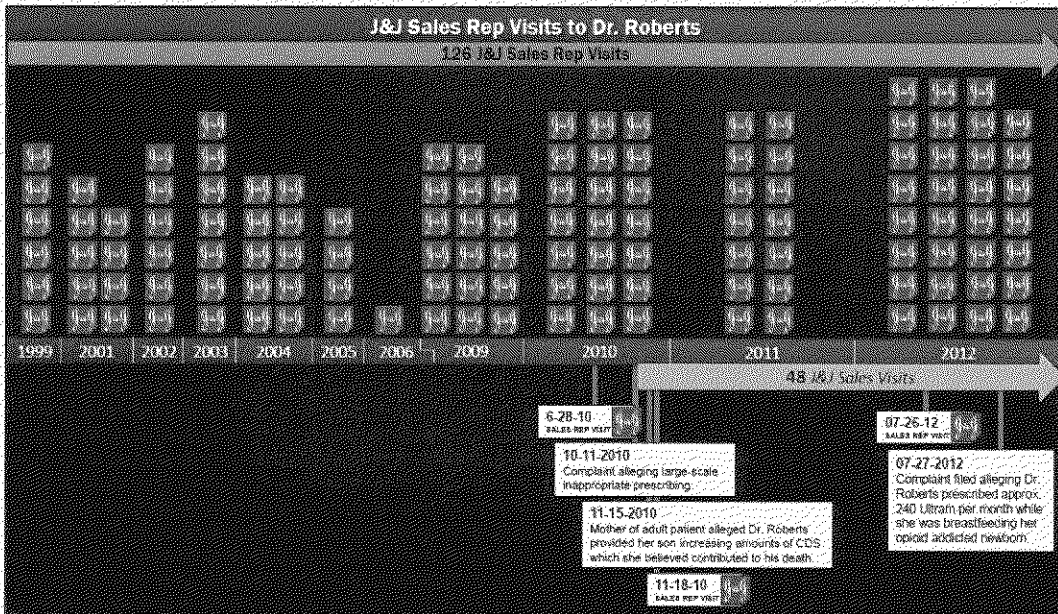 J&J Sales Rep Visits to Dr. Roberts
126 J&J Sales Rep Visits
1999 2001 2002 2003 2004 2005 2006 2009 2010 2011 2012
48 J&J Sales Visits
6-28-10
SALES REP VISIT
10-11-2010
Complaint alleging large-scale
inappropriate prescribing.
11-15-2010
Mother of adult patient alleged Dr. Roberts
provided her son increasing amounts of CDS
which she believed contributed to his death.
11-18-10
SALES REP VISIT
07-26-12
SALES REP VISIT
07-27-2012
Complaint filed alleging Dr.
Roberts prescribed approx.
240 Ultram per month while
she was breastfeeding her
opioid addicted newborn.